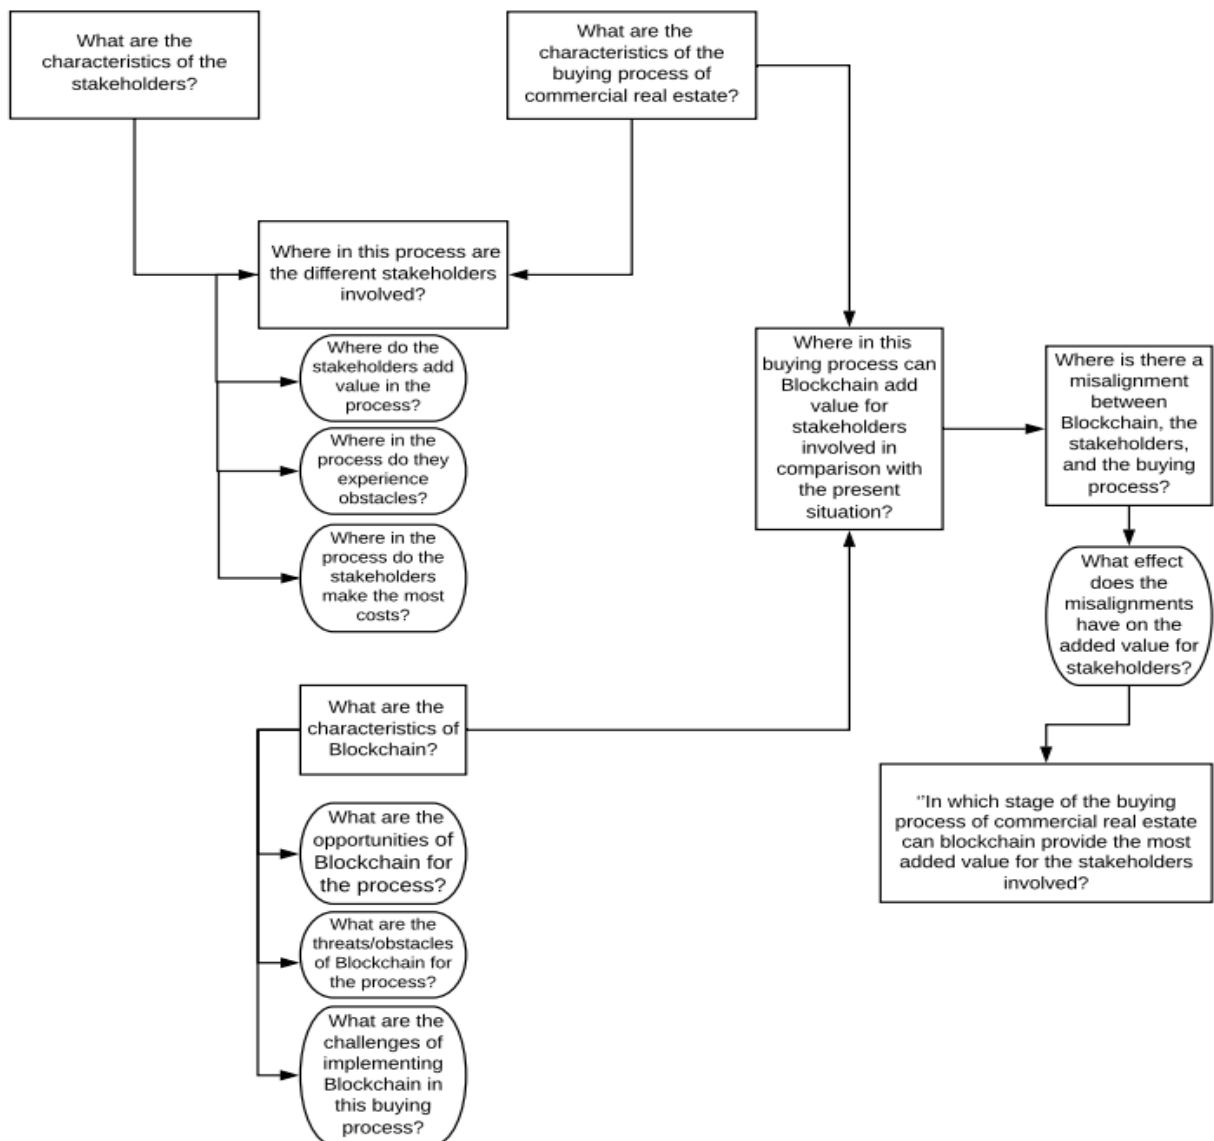 What are the
characteristics of the
stakeholders?
What are the
characteristics of the
buying process of
commercial real estate?
Where in this process are
the different stakeholders
involved?
Where do the
stakeholders add
value in the
process?
Where in the
process do they
experience
obstacles?
Where in the
process do the
stakeholders
make the most
costs?
Where in this
buying process can
Blockchain add
value for
stakeholders
involved in
comparison with
the present
situation?
Where is there a
misalignment
between
Blockchain, the
stakeholders,
and the buying
process?
What effect
does the
misalignments
have on the
added value for
stakeholders?
What are the
characteristics of
Blockchain?
What are the
opportunities of
Blockchain for
the process?
What are the
threats/obstacles
of Blockchain for
the process?
What are the
challenges of
implementing
Blockchain in
this buying
process?
‘’In which stage of the buying
process of commercial real estate
can blockchain provide the most
added value for the stakeholders
involved?